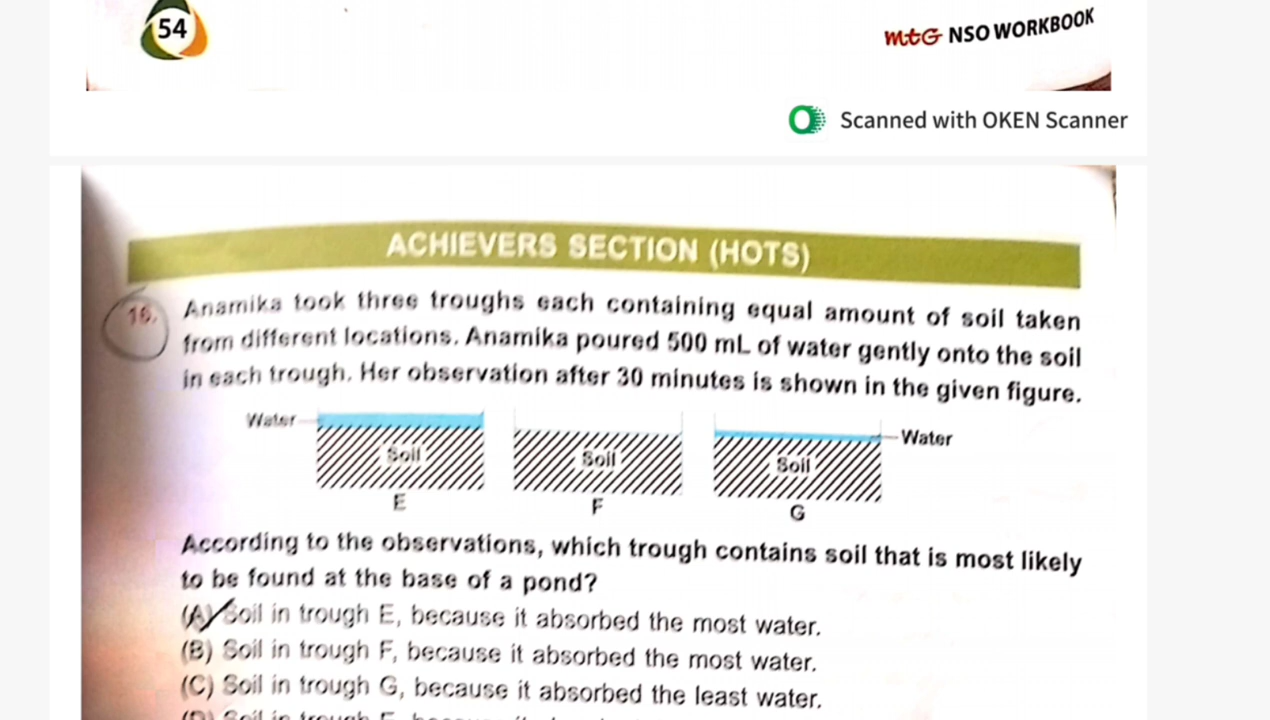 54
mtG NSO WORKBOOK
Scanned with OKEN Scanner
ACHIEVERS SECTION (HOTS)
16. Anamika took three troughs each containing equal amount of soil taken
from different locations. Anamika poured 500 mL of water gently onto the soil
in each trough. Her observation after 30 minutes is shown in the given figure.
Water Water
Soil Soil Soil
E F G
According to the observations, which trough contains soil that is most likely
to be found at the base of a pond?
(A) Soil in trough E, because it absorbed the most water.
(B) Soil in trough F, because it absorbed the most water.
(C) Soil in trough G, because it absorbed the least water.